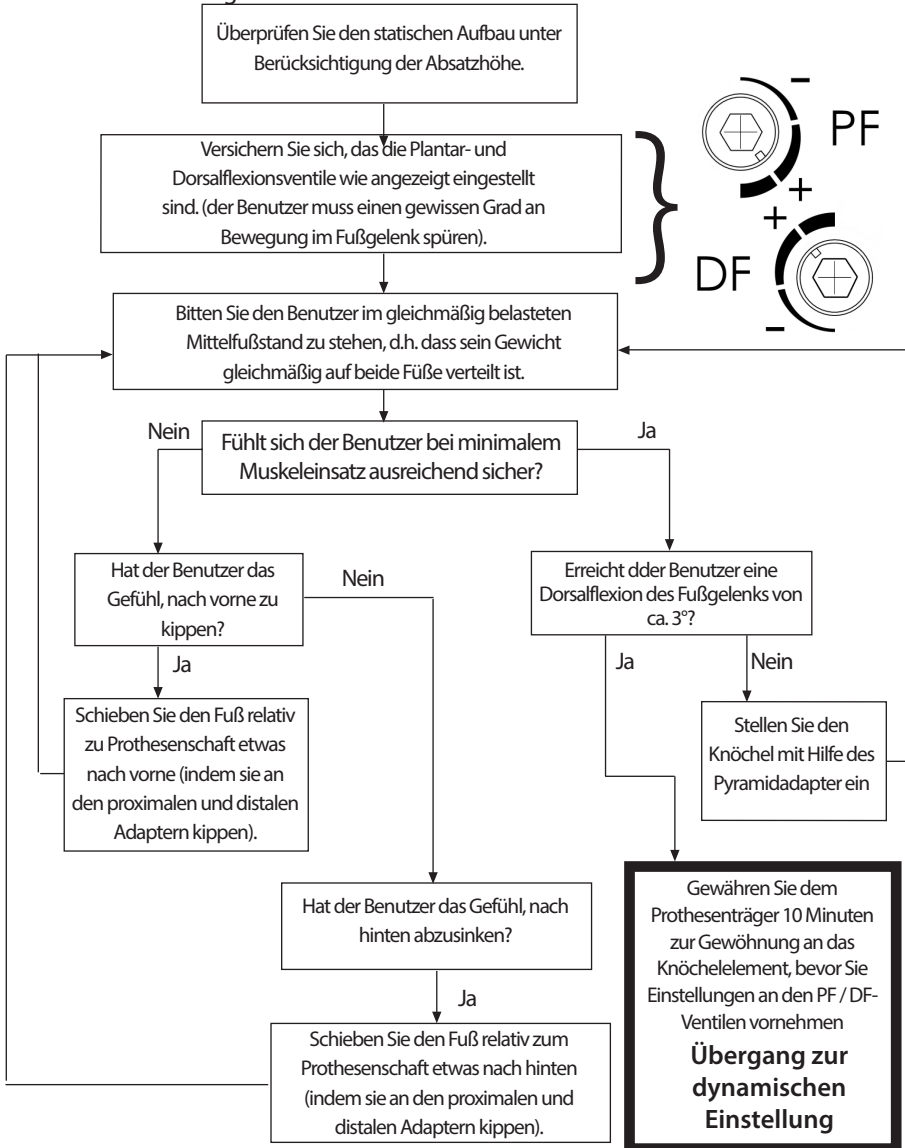 Überprüfen Sie den statischen Aufbau unter
Berücksichtigung der Absatzhöhe.
Versichern Sie sich, das die Plantar- und
Dorsalflexionsventile wie angezeigt eingestellt
sind. (der Benutzer muss einen gewissen Grad an
Bewegung im Fußgelenk spüren).
}
-
PF
+
+
DF
-
Bitten Sie den Benutzer im gleichmäßig belasteten
Mittelfußstand zu stehen, d.h. dass sein Gewicht
gleichmäßig auf beide Füße verteilt ist.
Nein
Ja
Fühlt sich der Benutzer bei minimalem
Muskeleinsatz ausreichend sicher?
Hat der Benutzer das
Gefühl, nach vorne zu
kippen?
Nein
Ja
Erreicht dder Benutzer eine
Dorsalflexion des Fußgelenks von
ca. 3°?
Ja
Nein
Schieben Sie den Fuß relativ
zu Prothesenschaft etwas
nach vorne (indem sie an
den proximalen und distalen
Adaptern kippen).
Stellen Sie den
Knöchel mit Hilfe des
Pyramidadapter ein
Hat der Benutzer das Gefühl, nach
hinten abzusinken?
Ja
Schieben Sie den Fuß relativ zum
Prothesenschaft etwas nach hinten
(indem sie an den proximalen und
distalen Adaptern kippen).
Gewähren Sie dem
Prothesenträger 10 Minuten
zur Gewöhnung an das
Knöchelelement, bevor Sie
Einstellungen an den PF / DF-
Ventilen vornehmen
Übergang zur
dynamischen
Einstellung